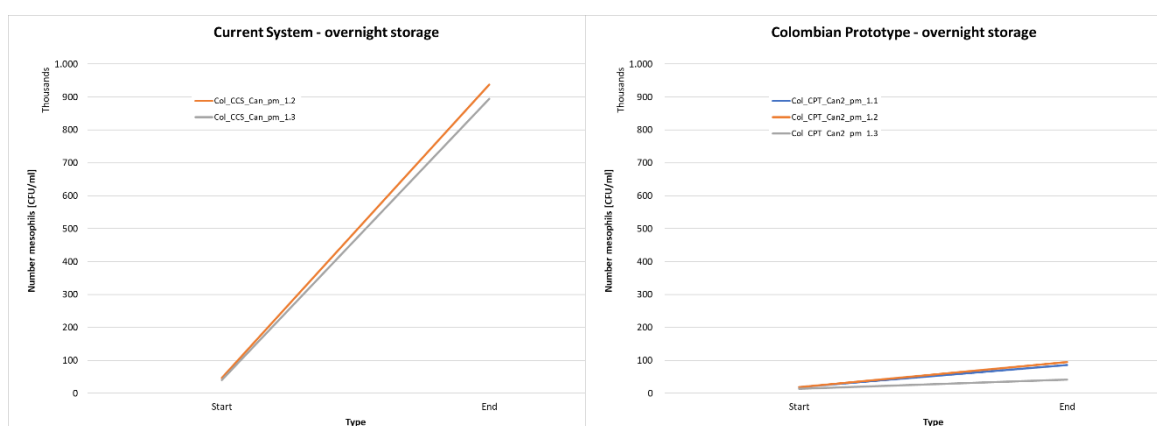 Current System - overnight storage
1.000
900
800
700
600
500
400
300
200
100
0
Thousands
Number mesophils [CFU/ml]
Col_CCS_Can_pm_1.2
Col_CCS_Can_pm_1.3
Start
End
Type
Colombian Prototype - overnight storage
1.000
900
800
700
600
500
400
300
200
100
0
Thousands
Number mesophils [CFU/ml]
Col_CPT_Can2_pm_1.1
Col_CPT_Can2_pm_1.2
Col_CPT_Can2_pm_1.3
Start
End
Type